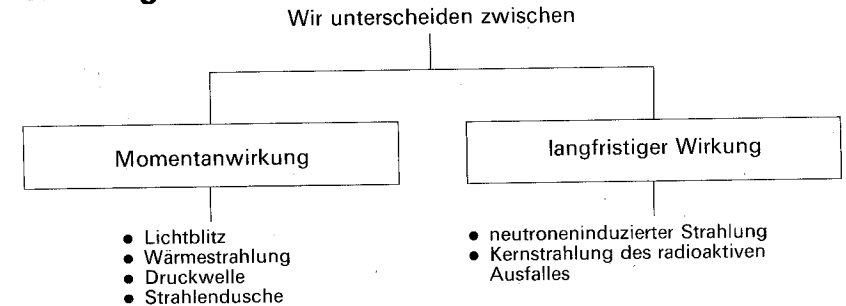 Wir unterscheiden zwischen
Momentanwirkung
langfristiger Wirkung
• Lichtblitz
• Wärmestrahlung
• Druckwelle
• Strahlendusche
• neutroneninduzierter Strahlung
• Kernstrahlung des radioaktiven
Ausfalles